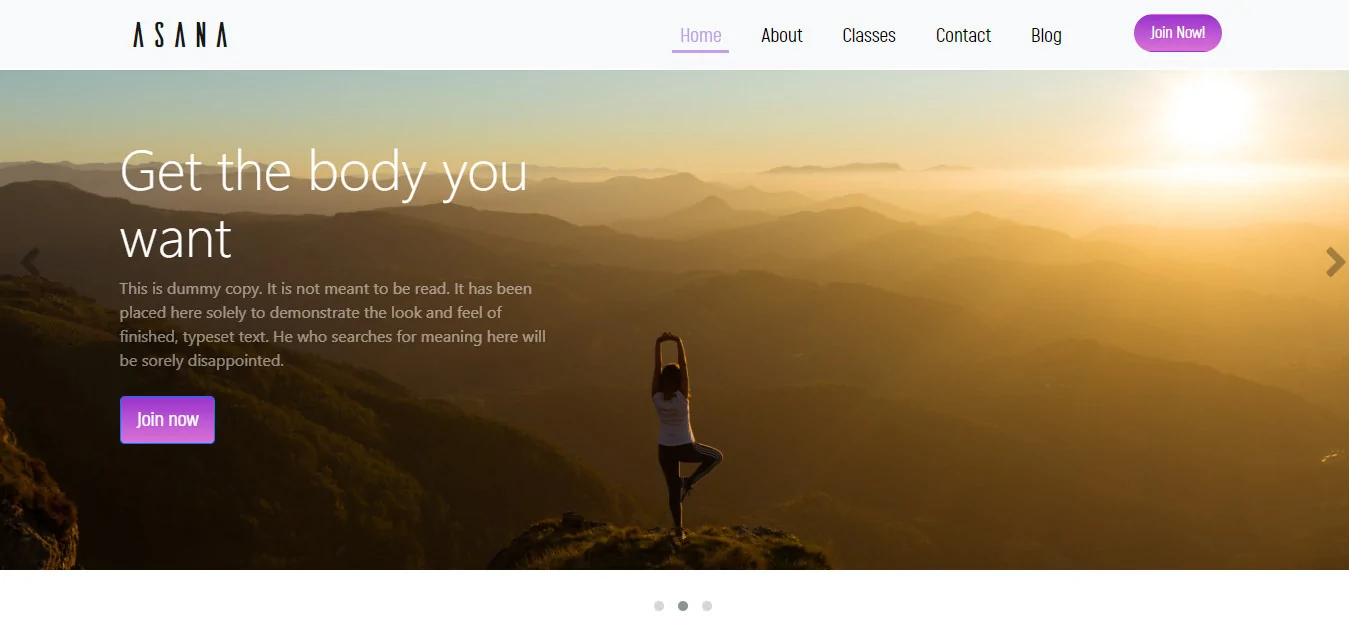 ASANA
Home
About
Classes
Contact
Blog
Join Now!
Get the body you
want
This is dummy copy. It is not meant to be read. It has been
placed here solely to demonstrate the look and feel of
finished, typeset text. He who searches for meaning here will
be sorely disappointed.
Join now